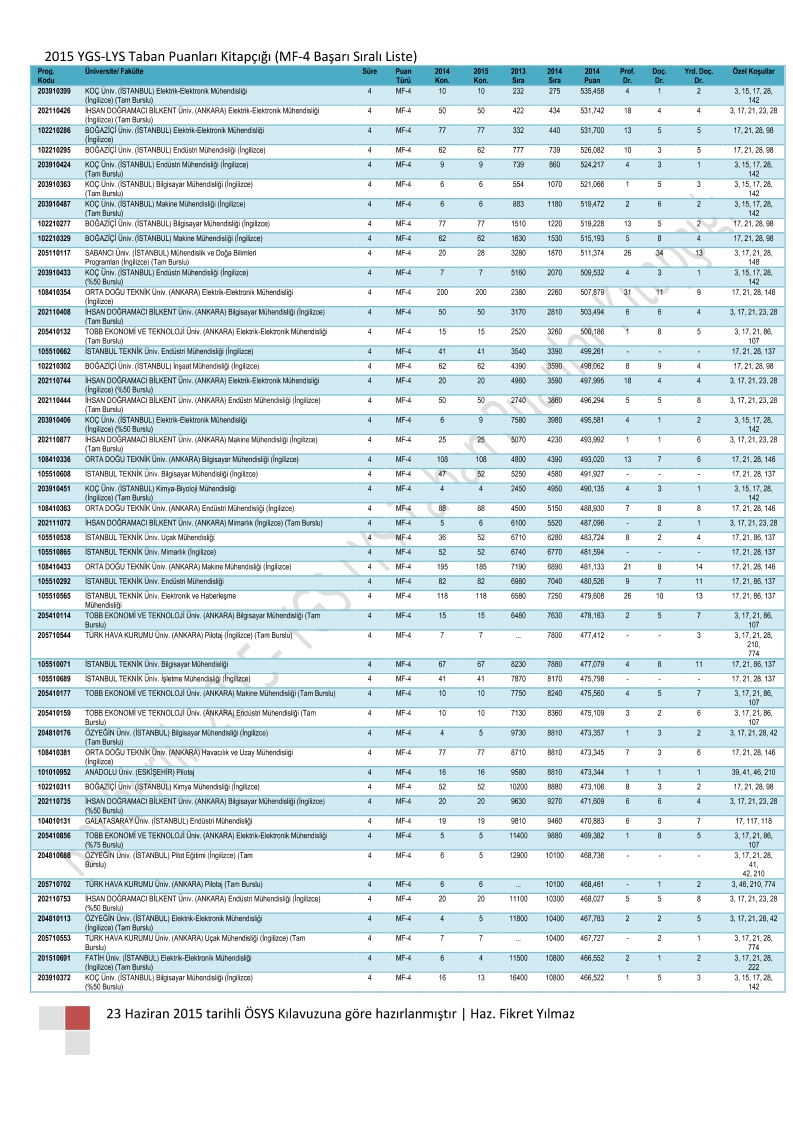 2015 YGS-LYS Taban Puanları Kitapçığı (MF-4 Başarı Sıralı Liste)
Prog. Kodu Üniversite/ Fakülte Süre Puan Türü 2014 Kon. 2015 Kon. 2013 Sıra 2014 Sıra 2014 Puan Prof. Dr. Doç. Dr. Yrd. Doç. Dr. Özel Koşullar
203910399 KOÇ Üniv. (İSTANBUL) Elektrik-Elektronik Mühendisliği 4 MF-4 10 10 232 275 535,458 4 1 2 3, 15, 17, 28,
(İngilizce) (Tam Burslu) 142
202110426 İHSAN DOĞRAMACI BİLKENT Üniv. (ANKARA) Elektrik-Elektronik Mühendisliği 4 MF-4 50 50 422 434 531,742 18 4 4 3, 17, 21, 23, 28
(İngilizce) (Tam Burslu)
102210286 BOĞAZİÇİ Üniv. (İSTANBUL) Elektrik-Elektronik Mühendisliği 4 MF-4 77 77 332 440 531,700 13 5 5 17, 21, 28, 98
(İngilizce)
102210295 BOĞAZİÇİ Üniv. (İSTANBUL) Endüstri Mühendisliği (İngilizce) 4 MF-4 62 62 777 739 526,082 10 3 5 17, 21, 28, 98
203910424 KOÇ Üniv. (İSTANBUL) Endüstri Mühendisliği (İngilizce) 4 MF-4 9 9 739 860 524,217 4 3 1 3, 15, 17, 28,
(Tam Burslu) 142
203910363 KOÇ Üniv. (İSTANBUL) Bilgisayar Mühendisliği (İngilizce) 4 MF-4 6 6 554 1070 521,066 1 5 3 3, 15, 17, 28,
(Tam Burslu) 142
203910487 KOÇ Üniv. (İSTANBUL) Makine Mühendisliği (İngilizce) 4 MF-4 6 6 883 1180 519,472 2 6 2 3, 15, 17, 28,
(Tam Burslu) 142
102210277 BOĞAZİÇİ Üniv. (İSTANBUL) Bilgisayar Mühendisliği (İngilizce) 4 MF-4 77 77 1510 1220 519,228 13 5 2 17, 21, 28, 98
102210329 BOĞAZİÇİ Üniv. (İSTANBUL) Makine Mühendisliği (İngilizce) 4 MF-4 62 62 1630 1530 515,193 5 8 4 17, 21, 28, 98
205110117 SABANCI Üniv. (İSTANBUL) Mühendislik ve Doğa Bilimleri 4 MF-4 20 28 3280 1870 511,374 26 34 13 3, 17, 21, 28,
Programları (İngilizce) (Tam Burslu) 148
203910433 KOÇ Üniv. (İSTANBUL) Endüstri Mühendisliği (İngilizce) 4 MF-4 7 7 5160 2070 509,532 4 3 1 3, 15, 17, 28,
(%50 Burslu) 142
108410354 ORTA DOĞU TEKNİK Üniv. (ANKARA) Elektrik-Elektronik Mühendisliği 4 MF-4 200 200 2380 2260 507,879 31 11 9 17, 21, 28, 146
(İngilizce)
202110408 İHSAN DOĞRAMACI BİLKENT Üniv. (ANKARA) Bilgisayar Mühendisliği (İngilizce) 4 MF-4 50 50 3170 2810 503,494 6 6 4 3, 17, 21, 23, 28
(Tam Burslu)
205410132 TOBB EKONOMİ VE TEKNOLOJİ Üniv. (ANKARA) Elektrik-Elektronik Mühendisliği 4 MF-4 15 15 2520 3260 500,186 1 8 5 3, 17, 21, 86,
(Tam Burslu) 107
105510662 İSTANBUL TEKNİK Üniv. Endüstri Mühendisliği (İngilizce) 4 MF-4 41 41 3540 3390 499,261 - - - 17, 21, 28, 137
102210302 BOĞAZİÇİ Üniv. (İSTANBUL) İnşaat Mühendisliği (İngilizce) 4 MF-4 62 62 4390 3590 498,062 8 9 4 17, 21, 28, 98
202110744 İHSAN DOĞRAMACI BİLKENT Üniv. (ANKARA) Elektrik-Elektronik Mühendisliği 4 MF-4 20 20 4960 3590 497,995 18 4 4 3, 17, 21, 23, 28
(İngilizce) (%50 Burslu)
202110444 İHSAN DOĞRAMACI BİLKENT Üniv. (ANKARA) Endüstri Mühendisliği (İngilizce) 4 MF-4 50 50 2740 3860 496,294 5 5 8 3, 17, 21, 23, 28
(Tam Burslu)
203910406 KOÇ Üniv. (İSTANBUL) Elektrik-Elektronik Mühendisliği 4 MF-4 6 9 7580 3980 495,581 4 1 2 3, 15, 17, 28,
(İngilizce) (%50 Burslu) 142
202110877 İHSAN DOĞRAMACI BİLKENT Üniv. (ANKARA) Makine Mühendisliği (İngilizce) 4 MF-4 25 25 5070 4230 493,992 1 1 6 3, 17, 21, 23, 28
(Tam Burslu)
108410336 ORTA DOĞU TEKNİK Üniv. (ANKARA) Bilgisayar Mühendisliği (İngilizce) 4 MF-4 108 108 4800 4390 493,020 13 7 6 17, 21, 28, 146
105510608 İSTANBUL TEKNİK Üniv. Bilgisayar Mühendisliği (İngilizce) 4 MF-4 47 52 5250 4580 491,927 - - - 17, 21, 28, 137
203910451 KOÇ Üniv. (İSTANBUL) Kimya-Biyoloji Mühendisliği 4 MF-4 4 4 2450 4950 490,135 4 3 1 3, 15, 17, 28,
(İngilizce) (Tam Burslu) 142
108410363 ORTA DOĞU TEKNİK Üniv. (ANKARA) Endüstri Mühendisliği (İngilizce) 4 MF-4 88 88 4500 5150 488,930 7 8 8 17, 21, 28, 146
202111072 İHSAN DOĞRAMACI BİLKENT Üniv. (ANKARA) Mimarlık (İngilizce) (Tam Burslu) 4 MF-4 5 6 6100 5520 487,096 - 2 1 3, 17, 21, 23, 28
105510538 İSTANBUL TEKNİK Üniv. Uçak Mühendisliği 4 MF-4 36 52 6710 6280 483,724 8 2 4 17, 21, 86, 137
105510865 İSTANBUL TEKNİK Üniv. Mimarlık (İngilizce) 4 MF-4 52 52 6740 6770 481,594 - - - 17, 21, 28, 137
108410433 ORTA DOĞU TEKNİK Üniv. (ANKARA) Makine Mühendisliği (İngilizce) 4 MF-4 195 185 7190 6890 481,133 21 8 14 17, 21, 28, 146
105510292 İSTANBUL TEKNİK Üniv. Endüstri Mühendisliği 4 MF-4 82 82 6980 7040 480,526 9 7 11 17, 21, 86, 137
105510565 İSTANBUL TEKNİK Üniv. Elektronik ve Haberleşme 4 MF-4 118 118 6580 7250 479,608 26 10 13 17, 21, 86, 137
Mühendisliği
205410114 TOBB EKONOMİ VE TEKNOLOJİ Üniv. (ANKARA) Bilgisayar Mühendisliği (Tam 4 MF-4 15 15 6480 7630 478,163 2 5 7 3, 17, 21, 86,
Burslu) 107
205710544 TÜRK HAVA KURUMU Üniv. (ANKARA) Pilotaj (İngilizce) (Tam Burslu) 4 MF-4 7 7 ... 7800 477,412 - - 3 3, 17, 21, 28,
210,
774
105510071 İSTANBUL TEKNİK Üniv. Bilgisayar Mühendisliği 4 MF-4 67 67 8230 7880 477,079 4 8 11 17, 21, 86, 137
105510689 İSTANBUL TEKNİK Üniv. İşletme Mühendisliği (İngilizce) 4 MF-4 41 41 7870 8170 475,798 - - - 17, 21, 28, 137
205410177 TOBB EKONOMİ VE TEKNOLOJİ Üniv. (ANKARA) Makine Mühendisliği (Tam Burslu) 4 MF-4 10 10 7750 8240 475,560 4 5 7 3, 17, 21, 86,
107
205410159 TOBB EKONOMİ VE TEKNOLOJİ Üniv. (ANKARA) Endüstri Mühendisliği (Tam 4 MF-4 10 10 7130 8360 475,109 3 2 6 3, 17, 21, 86,
Burslu) 107
204810176 ÖZYEĞİN Üniv. (İSTANBUL) Bilgisayar Mühendisliği (İngilizce) 4 MF-4 4 5 9730 8810 473,357 1 3 2 3, 17, 21, 28, 42
(Tam Burslu)
108410381 ORTA DOĞU TEKNİK Üniv. (ANKARA) Havacılık ve Uzay Mühendisliği 4 MF-4 77 77 8710 8810 473,345 7 3 6 17, 21, 28, 146
(İngilizce)
101010952 ANADOLU Üniv. (ESKİŞEHİR) Pilotaj 4 MF-4 16 16 9580 8810 473,344 1 1 1 39, 41, 46, 210
102210311 BOĞAZİÇİ Üniv. (İSTANBUL) Kimya Mühendisliği (İngilizce) 4 MF-4 52 52 10200 8880 473,106 8 3 2 17, 21, 28, 98
202110735 İHSAN DOĞRAMACI BİLKENT Üniv. (ANKARA) Bilgisayar Mühendisliği (İngilizce) 4 MF-4 20 20 9630 9270 471,609 6 6 4 3, 17, 21, 23, 28
(%50 Burslu)
104010131 GALATASARAY Üniv. (İSTANBUL) Endüstri Mühendisliği 4 MF-4 19 19 9810 9460 470,883 6 3 7 17, 117, 118
205410856 TOBB EKONOMİ VE TEKNOLOJİ Üniv. (ANKARA) Elektrik-Elektronik Mühendisliği 4 MF-4 5 5 11400 9880 469,382 1 8 5 3, 17, 21, 86,
(%75 Burslu) 107
204810688 ÖZYEĞİN Üniv. (İSTANBUL) Pilot Eğitimi (İngilizce) (Tam 4 MF-4 6 5 12900 10100 468,736 - - - 3, 17, 21, 28,
Burslu) 41,
42, 210
205710702 TÜRK HAVA KURUMU Üniv. (ANKARA) Pilotaj (Tam Burslu) 4 MF-4 6 6 ... 10100 468,461 - 1 2 3, 46, 210, 774
202110753 İHSAN DOĞRAMACI BİLKENT Üniv. (ANKARA) Endüstri Mühendisliği (İngilizce) 4 MF-4 20 20 11100 10300 468,027 5 5 8 3, 17, 21, 23, 28
(%50 Burslu)
204810113 ÖZYEĞİN Üniv. (İSTANBUL) Elektrik-Elektronik Mühendisliği 4 MF-4 4 5 11800 10400 467,783 2 2 5 3, 17, 21, 28, 42
(İngilizce) (Tam Burslu)
205710553 TÜRK HAVA KURUMU Üniv. (ANKARA) Uçak Mühendisliği (İngilizce) (Tam 4 MF-4 7 7 ... 10400 467,727 - 2 1 3, 17, 21, 28,
Burslu) 774
201510691 FATİH Üniv. (İSTANBUL) Elektrik-Elektronik Mühendisliği 4 MF-4 6 4 11500 10800 466,552 2 1 2 3, 17, 21, 28,
(İngilizce) (Tam Burslu) 222
203910372 KOÇ Üniv. (İSTANBUL) Bilgisayar Mühendisliği (İngilizce) 4 MF-4 16 13 16400 10800 466,522 1 5 3 3, 15, 17, 28,
(%50 Burslu) 142
23 Haziran 2015 tarihli ÖSYS Kılavuzuna göre hazırlanmıştır | Haz. Fikret Yılmaz